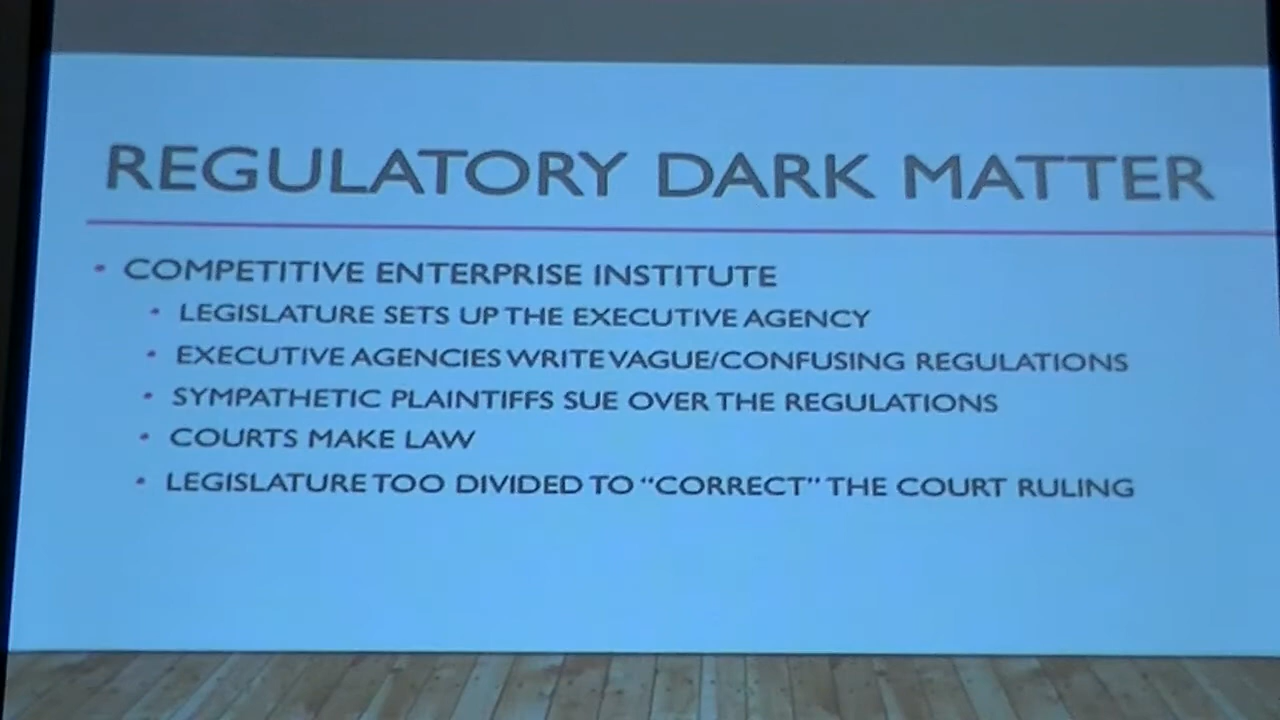 REGULATORY DARK MATTER
• COMPETITIVE ENTERPRISE INSTITUTE
• LEGISLATURE SETS UP THE EXECUTIVE AGENCY
• EXECUTIVE AGENCIES WRITE VAGUE/CONFUSING REGULATIONS
• SYMPATHETIC PLAINTIFFS SUE OVER THE REGULATIONS
• COURTS MAKE LAW
• LEGISLATURE TOO DIVIDED TO “CORRECT” THE COURT RULING